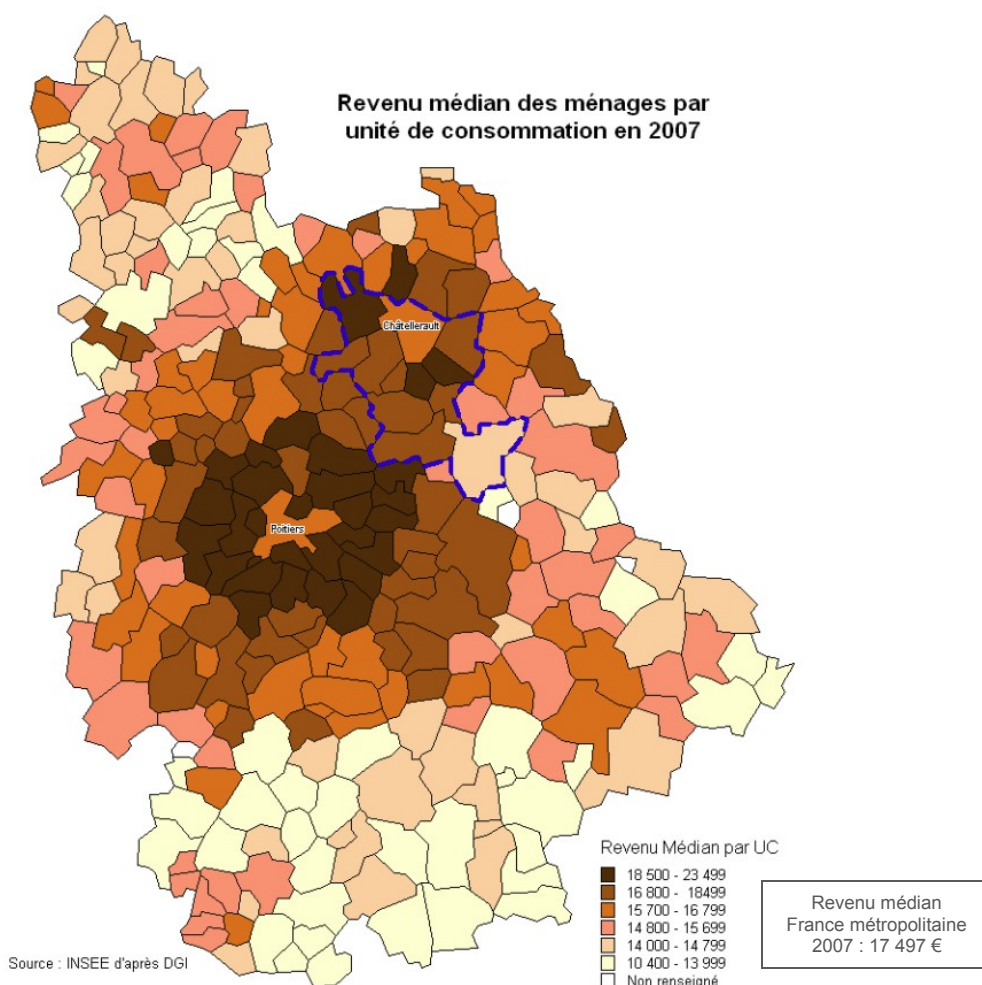 Revenu médian des ménages par
unité de consommation en 2007
Châtellerault
Poitiers
Revenu Médian par UC
18 500 - 23 499
16 800 - 18499
15 700 - 16 799
14 800 - 15 699
14 000 - 14 799
10 400 - 13 999
Non renseigné
Revenu médian
France métropolitaine
2007 : 17 497 €
Source : INSEE d'après DGI